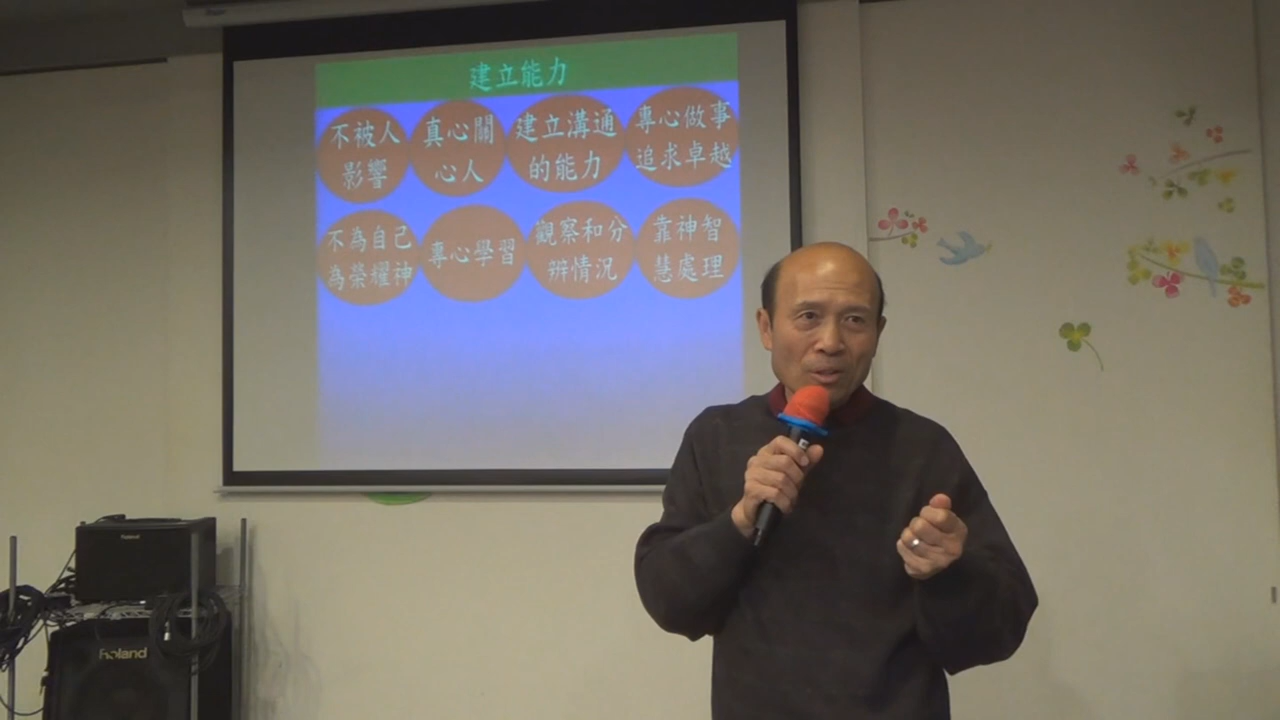 建立能力
不被人
影響
真心關
心人
建立溝通
的能力
專心做事
追求卓越
不為自己
為榮耀神
專心學習
觀察和分
辨情況
靠神智
慧處理
Roland
Roland